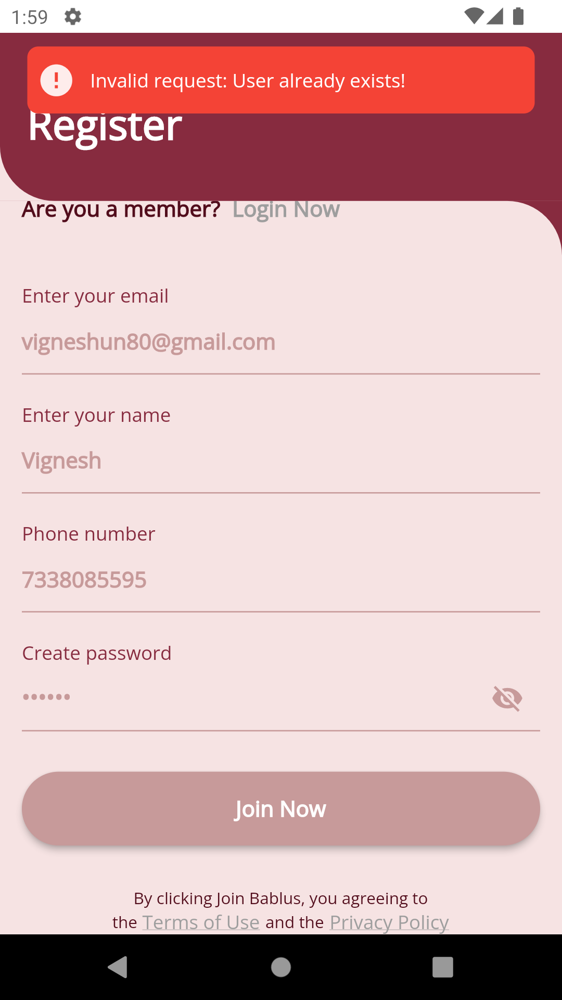 1:59
Invalid request: User already exists!
Register
Are you a member? Login Now
Enter your email
vigneshun80@gmail.com
Enter your name
Vignesh
Phone number
7338085595
Create password
••••••
Join Now
By clicking Join Bablus, you agreeing to
the Terms of Use and the Privacy Policy